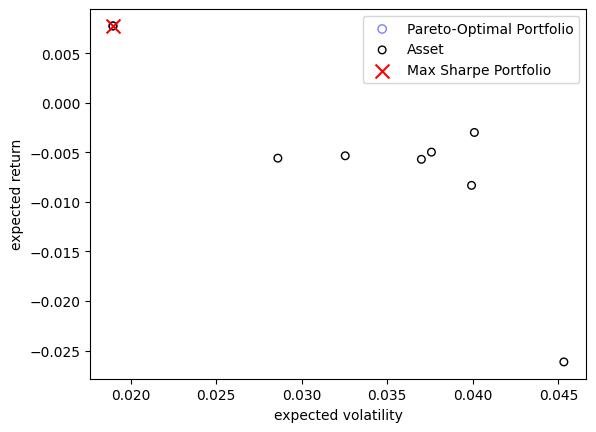 Pareto-Optimal Portfolio
Asset
Max Sharpe Portfolio
0.005
0.000
−0.005
−0.010
−0.015
−0.020
−0.025
expected return
0.020 0.025 0.030 0.035 0.040 0.045
expected volatility